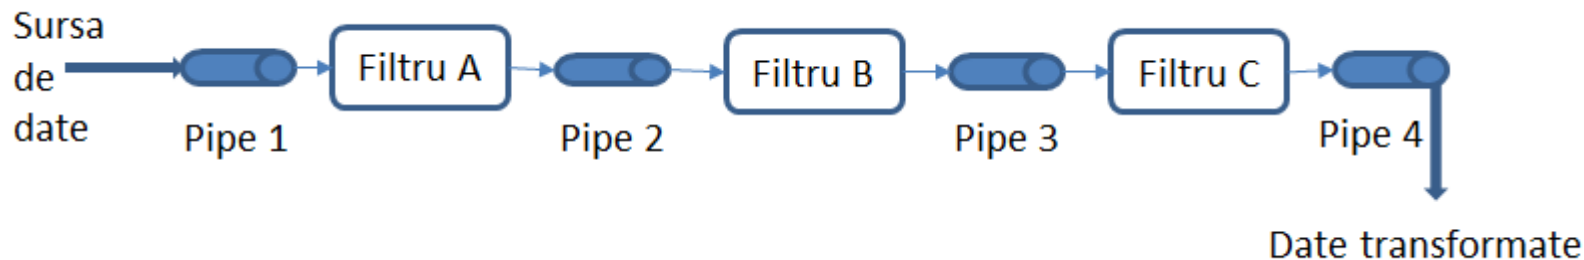 Sursa
de
date
Pipe 1
Filtru A
Pipe 2
Filtru B
Pipe 3
Filtru C
Pipe 4
Date transformate